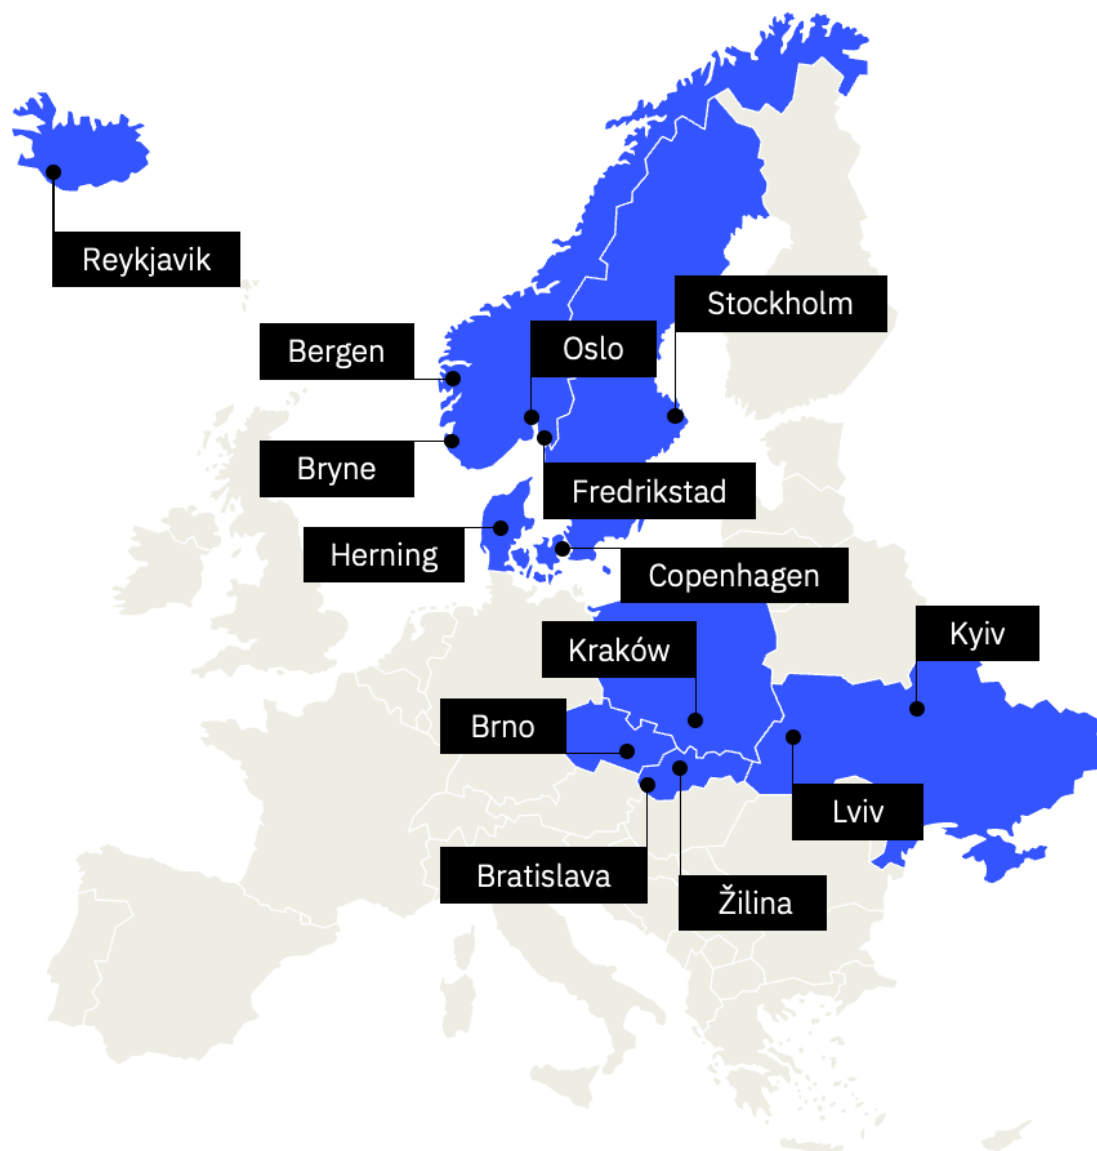 Reykjavik
Stockholm
Oslo
Bergen
Bryne
Fredrikstad
Herning
Copenhagen
Kyiv
Kraków
Brno
Lviv
Bratislava
Žilina